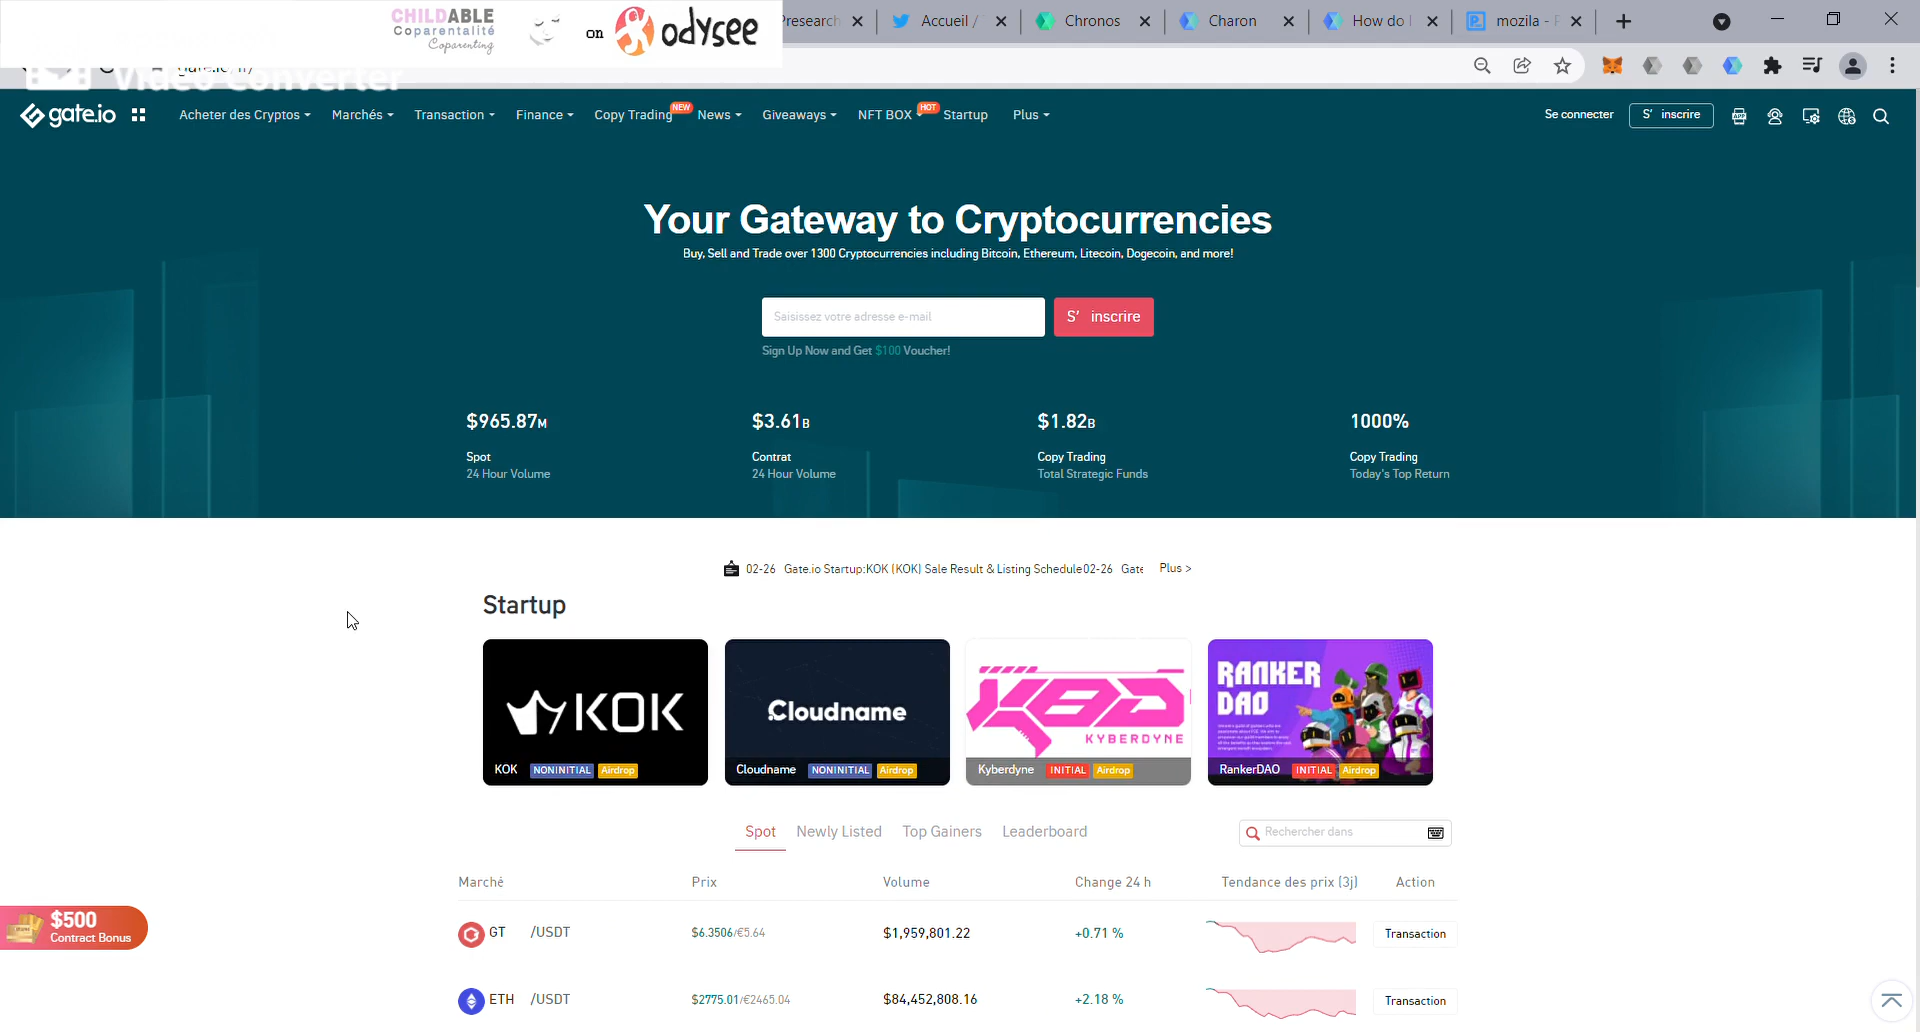 CHILDABLE
Coparentalité
Coparenting
on
odysee
Presearch
Accueil /
Chronos
Charon
How do
mozila -
Video Converter
gate.io
Acheter des Cryptos
Marchés
Transaction
Finance
Copy Trading
NEW
News
Giveaways
NFT BOX
HOT
Startup
Plus
Se connecter
S' inscrire
Your Gateway to Cryptocurrencies
Buy, Sell and Trade over 1300 Cryptocurrencies including Bitcoin, Ethereum, Litecoin, Dogecoin, and more!
Saisissez votre adresse e-mail
S' inscrire
Sign Up Now and Get $100 Voucher!
$965.87M
$3.61B
$1.82B
1000%
Spot
Contrat
Copy Trading
Copy Trading
24 Hour Volume
24 Hour Volume
Total Strategic Funds
Today's Top Return
02-26 Gate.io Startup:KOK (KOK) Sale Result & Listing Schedule02-26 Gate
Plus >
Startup
KOK
Cloudname
KBD
KYBERDYNE
RANKER
DAO
KOK NONINITIAL Airdrop
Cloudname NONINITIAL Airdrop
Kyberdyne INITIAL Airdrop
RankerDAO INITIAL Airdrop
Spot
Newly Listed
Top Gainers
Leaderboard
Rechercher dans
Marché
Prix
Volume
Change 24 h
Tendance des prix (3j)
Action
$500
Contract Bonus
GT /USDT
$6.3506/€5.64
$1,959,801.22
+0.71 %
Transaction
ETH /USDT
$2775.01/€2465.04
$84,452,808.16
+2.18 %
Transaction